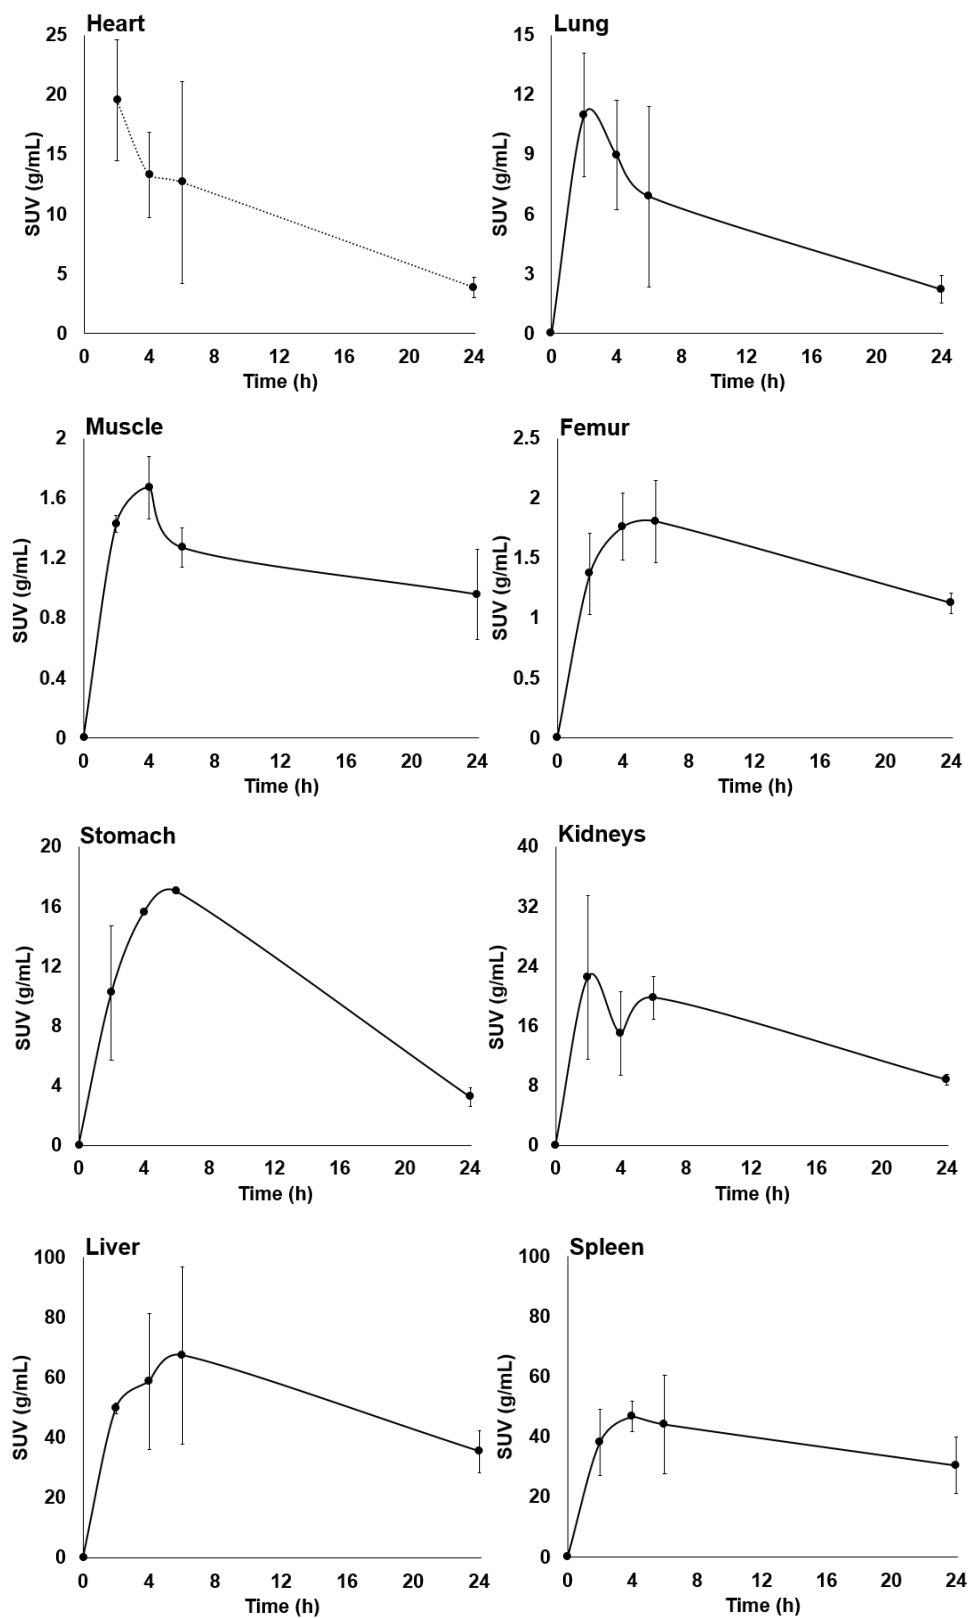 Heart
25
20
15
10
5
0
SUV (g/mL)
0 4 8 12 16 20 24
Time (h)
Lung
15
12
9
6
3
0
SUV (g/mL)
0 4 8 12 16 20 24
Time (h)
Muscle
2
1.6
1.2
0.8
0.4
0
SUV (g/mL)
0 4 8 12 16 20 24
Time (h)
Femur
2.5
2
1.5
1
0.5
0
SUV (g/mL)
0 4 8 12 16 20 24
Time (h)
Stomach
20
16
12
8
4
0
SUV (g/mL)
0 4 8 12 16 20 24
Time (h)
Kidneys
40
32
24
16
8
0
SUV (g/mL)
0 4 8 12 16 20 24
Time (h)
Liver
100
80
60
40
20
0
SUV (g/mL)
0 4 8 12 16 20 24
Time (h)
Spleen
100
80
60
40
20
0
SUV (g/mL)
0 4 8 12 16 20 24
Time (h)